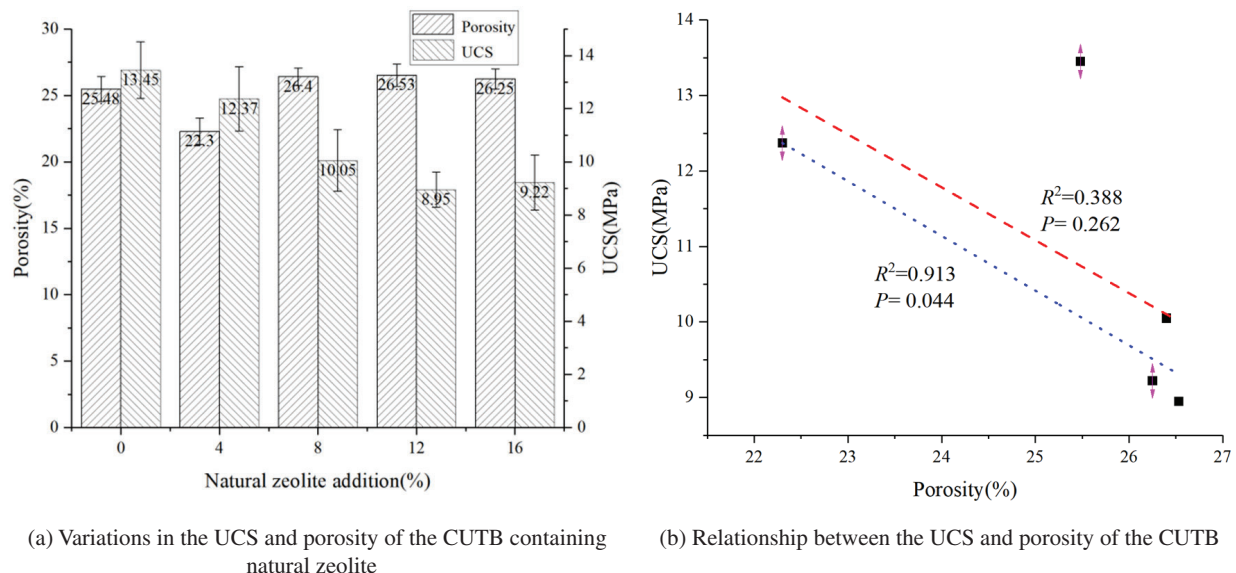 (a)
Porosity
UCS
30
25
20
15
10
5
0
Porosity(%)
25.48
13.45
22.3
12.37
26.4
10.05
26.53
8.95
26.25
9.22
14
12
10
8
6
4
2
0
UCS(MPa)
0 4 8 12 16
Natural zeolite addition(%)
(b)
14
13
12
11
10
9
UCS(MPa)
R²=0.388
P= 0.262
R²=0.913
P= 0.044
22 23 24 25 26 27
Porosity(%)
(a) Variations in the UCS and porosity of the CUTB containing
natural zeolite
(b) Relationship between the UCS and porosity of the CUTB